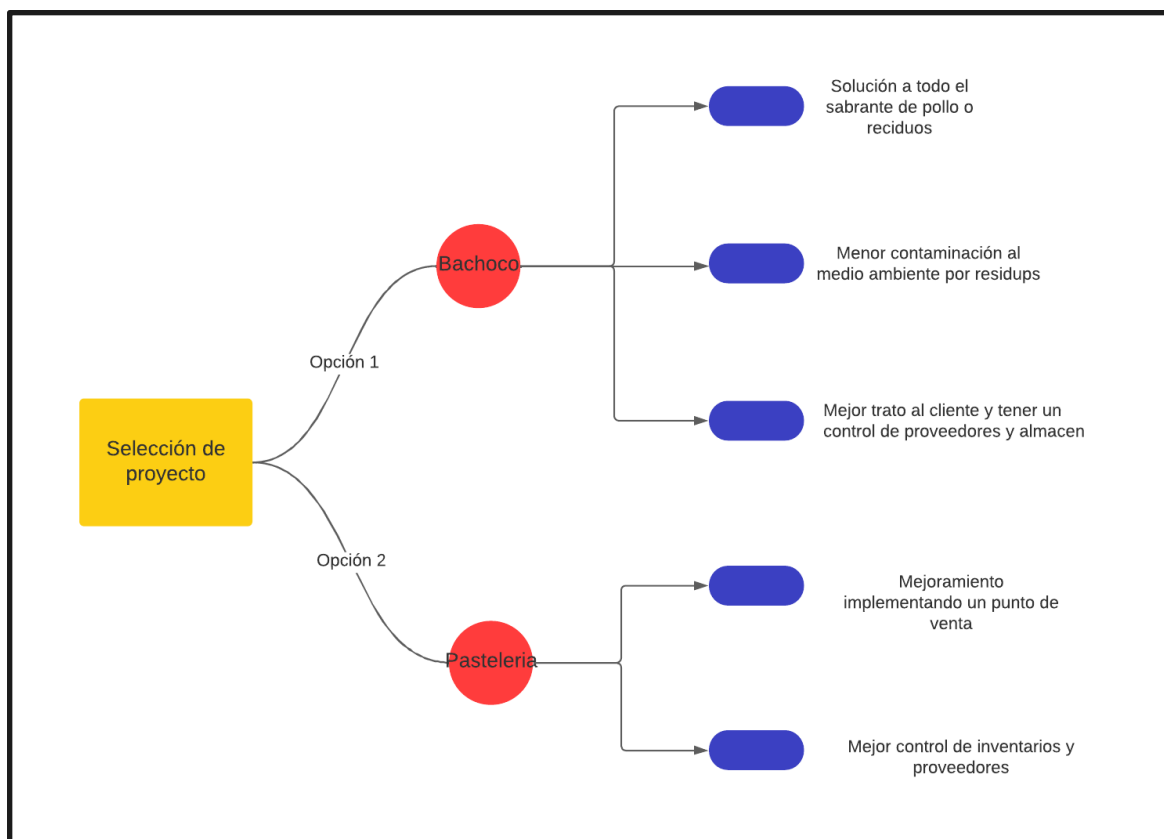 Solución a todo el
sabrante de pollo o
reciduos
Bachoco
Menor contaminación al
medio ambiente por residups
Opción 1
Mejor trato al cliente y tener un
control de proveedores y almacen
Selección de
proyecto
Opción 2
Mejoramiento
implementando un punto de
venta
Pasteleria
Mejor control de inventarios y
proveedores